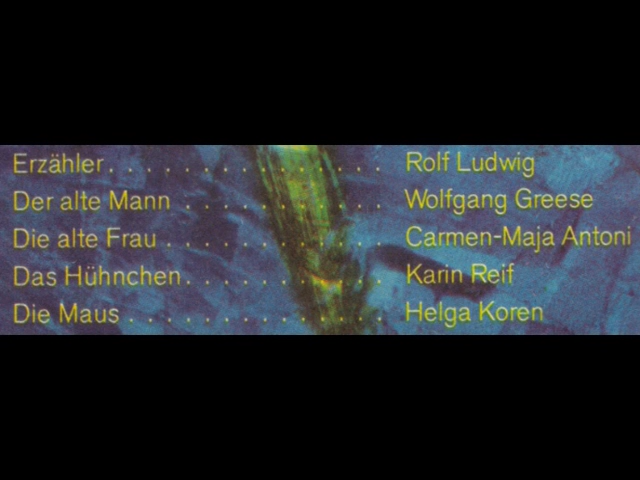 Erzähler. . . . . . . . . . . . . . . Rolf Ludwig
Der alte Mann . . . . . . . . . . . Wolfgang Greese
Die alte Frau . . . . . . . . . . . . Carmen-Maja Antoni
Das Hühnchen. . . . . . . . . . . Karin Reif
Die Maus . . . . . . . . . . . . . . Helga Koren